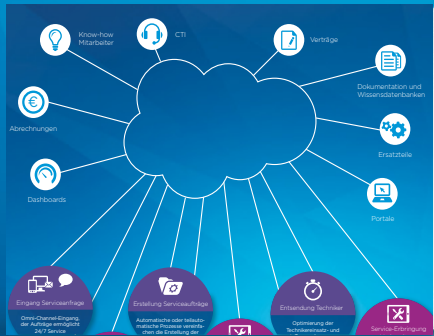 Know-how
Mitarbeiter
CTI
Verträge
Dokumentation und
Wissensdatenbanken
Abrechnungen
Ersatzteile
Dashboards
Portale
Eingang Serviceanfrage
Omni-Channel-Eingang,
der Aufträge ermöglicht
24/7 Service
Erstellung Serviceaufträge
Automatische oder teilauto-
matische Prozesse vereinfa-
chen die Erstellung der
Entsendung Techniker
Optimierung der
Technikereinsatz- und
Service-Erbringung